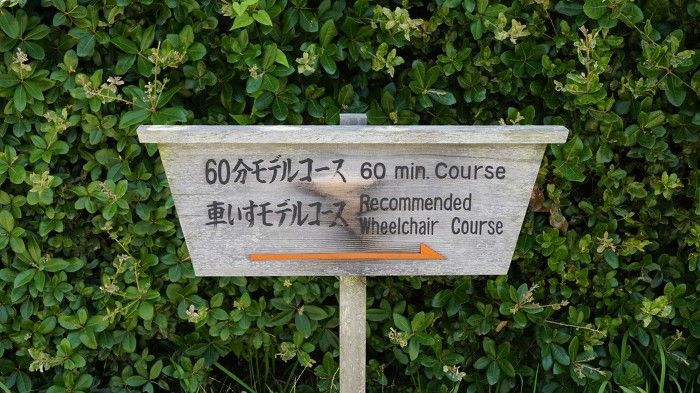 60分モデルコース 60 min. Course
車いすモデルコース Recommended
Wheelchair Course